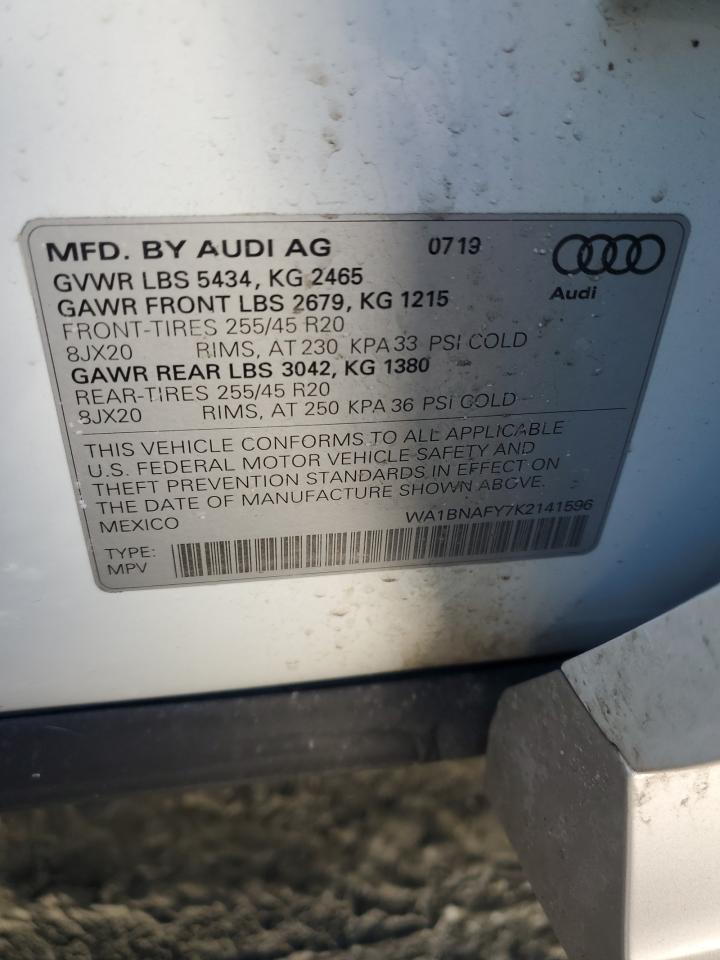 MFD. BY AUDI AG 0719
Audi
GVWR LBS 5434, KG 2465
GAWR FRONT LBS 2679, KG 1215
FRONT-TIRES 255/45 R20
8JX20 RIMS, AT 230 KPA 33 PSI COLD
GAWR REAR LBS 3042, KG 1380
REAR-TIRES 255/45 R20
8JX20 RIMS, AT 250 KPA 36 PSI COLD
THIS VEHICLE CONFORMS TO ALL APPLICABLE
U.S. FEDERAL MOTOR VEHICLE SAFETY AND
THEFT PREVENTION STANDARDS IN EFFECT ON
THE DATE OF MANUFACTURE SHOWN ABOVE.
MEXICO WA1BNAFY7K2141596
TYPE:
MPV